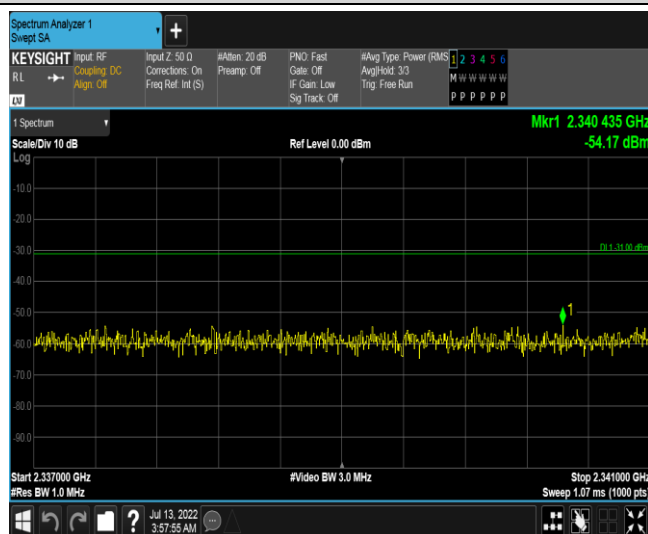 Spectrum Analyzer 1
Swept SA
+
KEYSIGHT
RL
LXI
Input: RF
Coupling: DC
Align: Off
Input Z: 50 Ω
Corrections: On
Freq Ref: Int (S)
#Atten: 20 dB
Preamp: Off
PNO: Fast
Gate: Off
IF Gain: Low
Sig Track: Off
#Avg Type: Power (RMS
Avg|Hold: 3/3
Trig: Free Run
1 2 3 4 5 6
M W W W W W
P P P P P P
1 Spectrum
Mkr1 2.340 435 GHz
Scale/Div 10 dB
Ref Level 0.00 dBm
-54.17 dBm
Log
-10.0
-20.0
-30.0
DL1 -31.00 dBm
-40.0
-50.0
1
-60.0
-70.0
-80.0
-90.0
Start 2.337000 GHz
#Video BW 3.0 MHz
Stop 2.341000 GHz
#Res BW 1.0 MHz
Sweep 1.07 ms (1000 pts)
?
Jul 13, 2022
3:57:55 AM